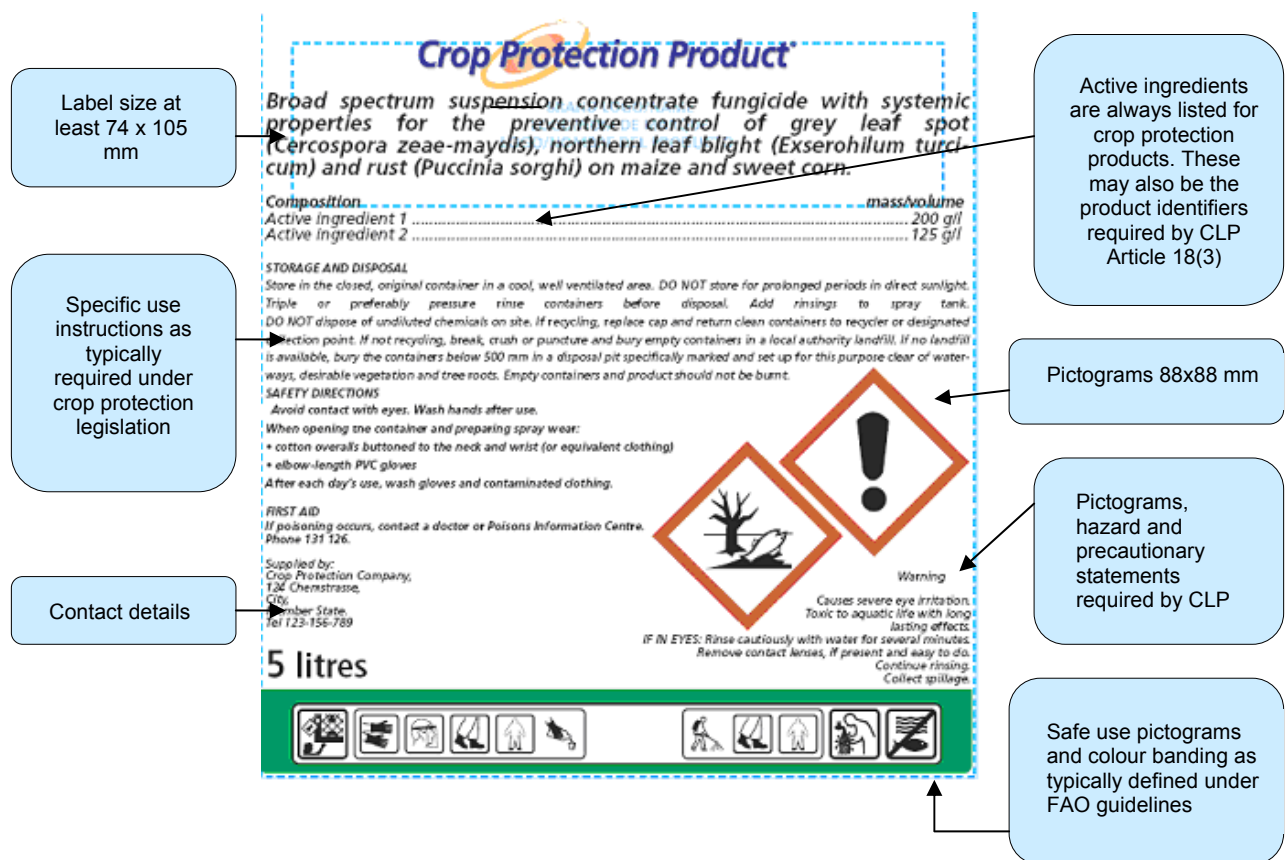 Crop Protection Product
Label size at
least 74 x 105
mm
Broad spectrum suspension concentrate fungicide with systemic
properties for the preventive control of grey leaf spot
(Cercospora zeae-maydis), northern leaf blight (Exserohilum turci-
cum) and rust (Puccinia sorghi) on maize and sweet corn.
Active ingredients
are always listed for
crop protection
products. These
may also be the
product identifiers
required by CLP
Article 18(3)
Composition mass/volume
Active ingredient 1 200 g/l
Active ingredient 2 125 g/l
Specific use
instructions as
typically
required under
crop protection
legislation
STORAGE AND DISPOSAL
Store in the closed, original container in a cool, well ventilated area. DO NOT store for prolonged periods in direct sunlight.
Triple or preferably pressure rinse containers before disposal. Add rinsings to spray tank.
DO NOT dispose of undiluted chemicals on site. If recycling, replace cap and return clean containers to recycler or designated
collection point. If not recycling, break, crush or puncture and bury empty containers in a local authority landfill. If no landfill
is available, bury the containers below 500 mm in a disposal pit specifically marked and set up for this purpose clear of water-
ways, desirable vegetation and tree roots. Empty containers and product should not be burnt.
SAFETY DIRECTIONS
Avoid contact with eyes. Wash hands after use.
When opening the container and preparing spray wear:
• cotton overalls buttoned to the neck and wrist (or equivalent clothing)
• elbow-length PVC gloves
After each day's use, wash gloves and contaminated clothing.
Pictograms 88x88 mm
FIRST AID
If poisoning occurs, contact a doctor or Poisons Information Centre.
Phone 131 126.
Pictograms,
hazard and
precautionary
statements
required by CLP
Contact details
Supplied by:
Crop Protection Company,
124 Chemstrasse,
City,
Member State.
Tel 123-156-789
Warning
Causes severe eye irritation.
Toxic to aquatic life with long
lasting effects.
IF IN EYES: Rinse cautiously with water for several minutes.
Remove contact lenses, if present and easy to do.
Continue rinsing.
Collect spillage.
5 litres
Safe use pictograms
and colour banding as
typically defined under
FAO guidelines